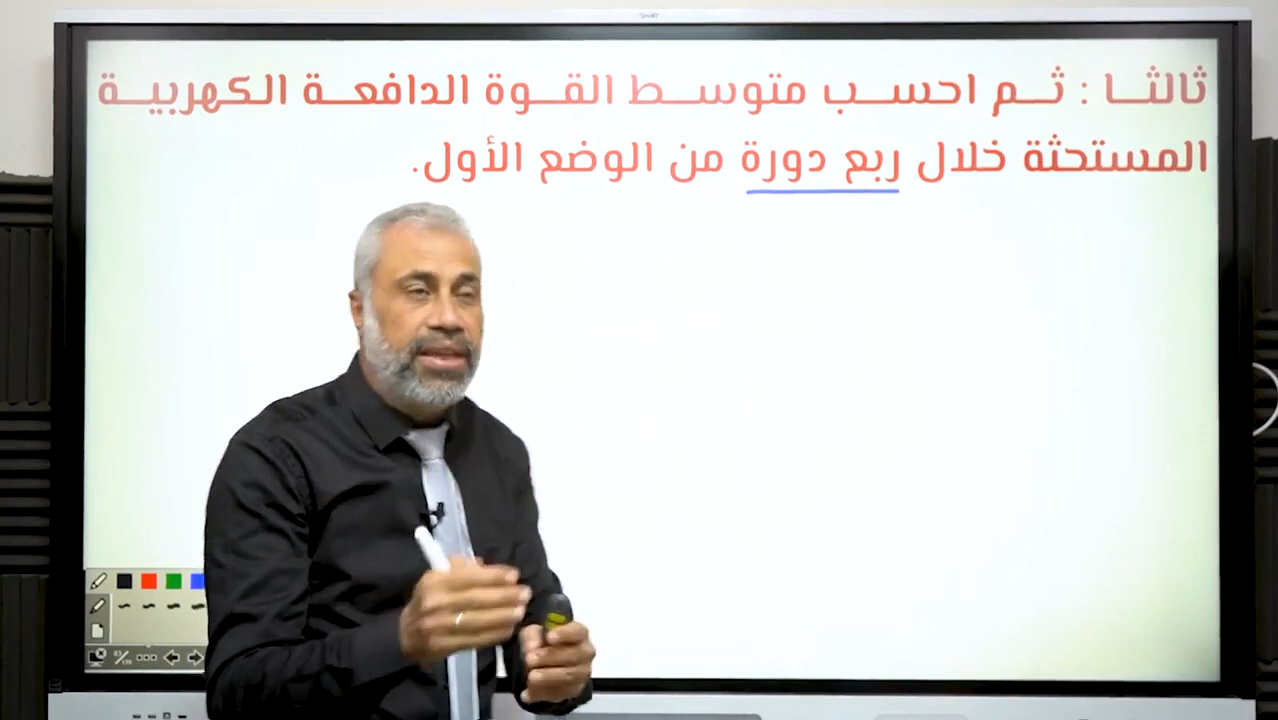 ثالثا : ثم احسب متوسط القوة الدافعة الكهربية
المستحثة خلال ربع دورة من الوضع الأول.